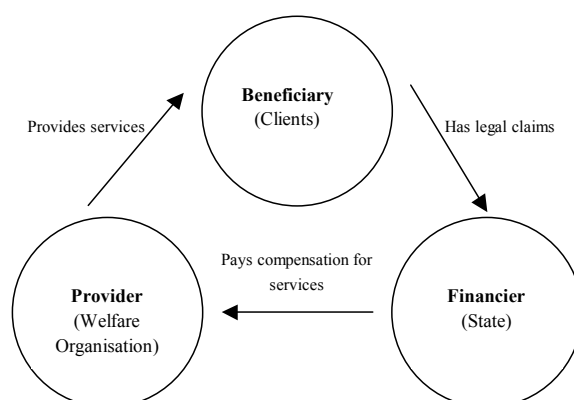 Beneficiary
(Clients)
Provides services
Has legal claims
Pays compensation for
services
Provider
(Welfare
Organisation)
Financier
(State)